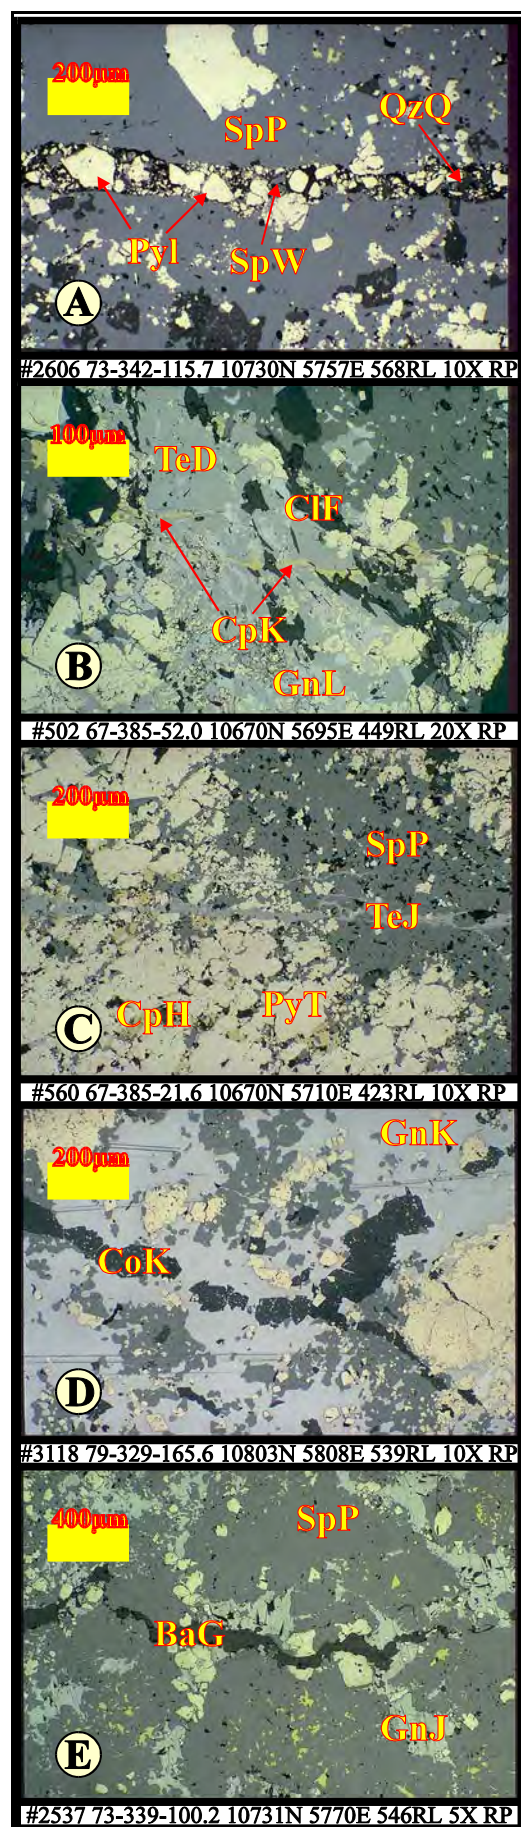 200μm
QzQ
SpP
Pyl
SpW
A
#2606 73-342-115.7 10730N 5757E 568RL 10X RP
100μm
TeD
ClF
CpK
B
GnL
#502 67-385-52.0 10670N 5695E 449RL 20X RP
200μm
SpP
TeJ
CpH
PyT
C
#560 67-385-21.6 10670N 5710E 423RL 10X RP
GnK
200μm
CoK
D
#3118 79-329-165.6 10803N 5808E 539RL 10X RP
400μm
SpP
BaG
GnJ
E
#2537 73-339-100.2 10731N 5770E 546RL 5X RP